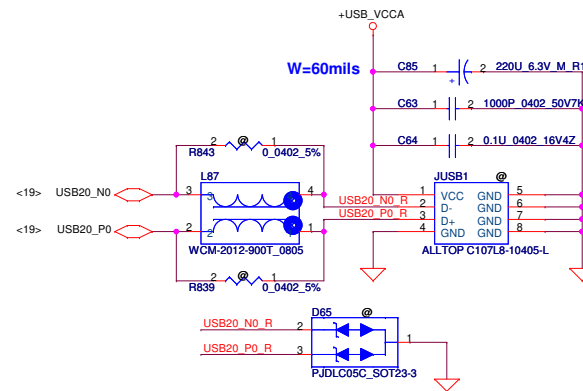 +USB_VCCA
W=60mils
C85 1 2 220U_6.3V_M_R1
+
C63 1 2 1000P_0402_50V7K
C64 1 2 0.1U_0402_16V4Z
2 @ 1
R843 0_0402_5%
L87
<19> USB20_N0 3 3 4
<19> USB20_P0 2 2 1
WCM-2012-900T_0805
2 @ 1
R839 0_0402_5%
USB20_N0_R
USB20_P0_R
JUSB1 @
1 VCC GND 5
2 D- GND 6
3 D+ GND 7
4 GND GND 8
ALLTOP C107L8-10405-L
D65 @
USB20_N0_R 2
USB20_P0_R 3
1
PJDLC05C_SOT23-3